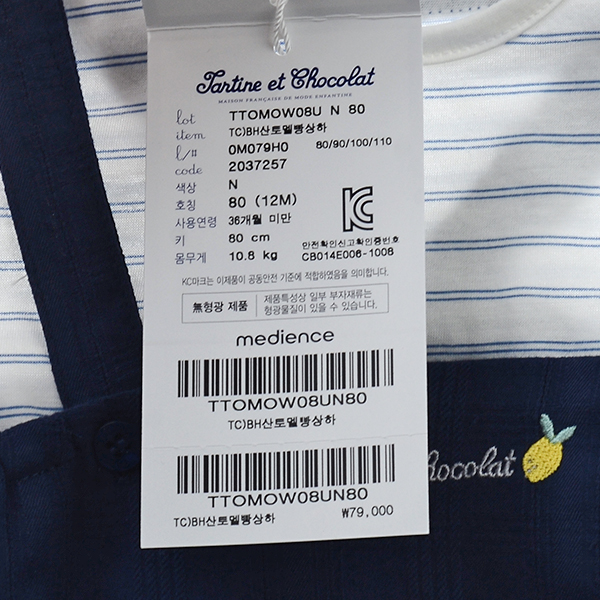 Tartine et Chocolat
MAISON FRANÇAISE DE MODE ENFANTINE
lot TTOMOW08U N 80
item TC)BH산토멜빵상하
l/# 0M079H0 80/90/100/110
code 2037257
색상 N
호칭 80 (12M)
사용연령 36개월 미만
키 80 cm
몸무게 10.8 kg
KC
안전확인신고확인증번호
CB014E006-1008
KC마크는 이제품이 공통안전 기준에 적합하였음을 의미합니다.
無형광 제품
제품특성상 일부 부자재류는
형광물질이 있을 수 있습니다.
medience
TTOMOW08UN80
TC)BH산토멜빵상하
TTOMOW08UN80
TC)BH산토멜빵상하 ₩79,000
hocolat